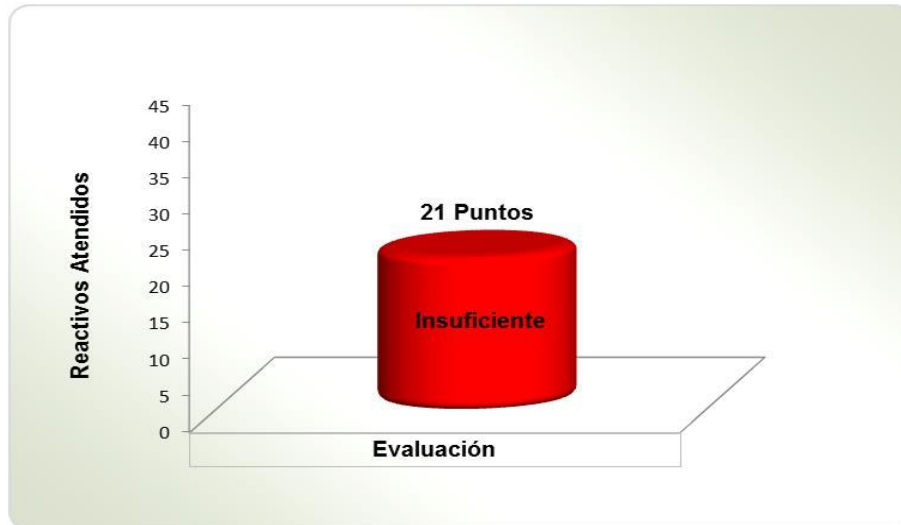 Reactivos Atendidos
45
40
35
30
25
20
15
10
5
0
21 Puntos
Insuficiente
Evaluación